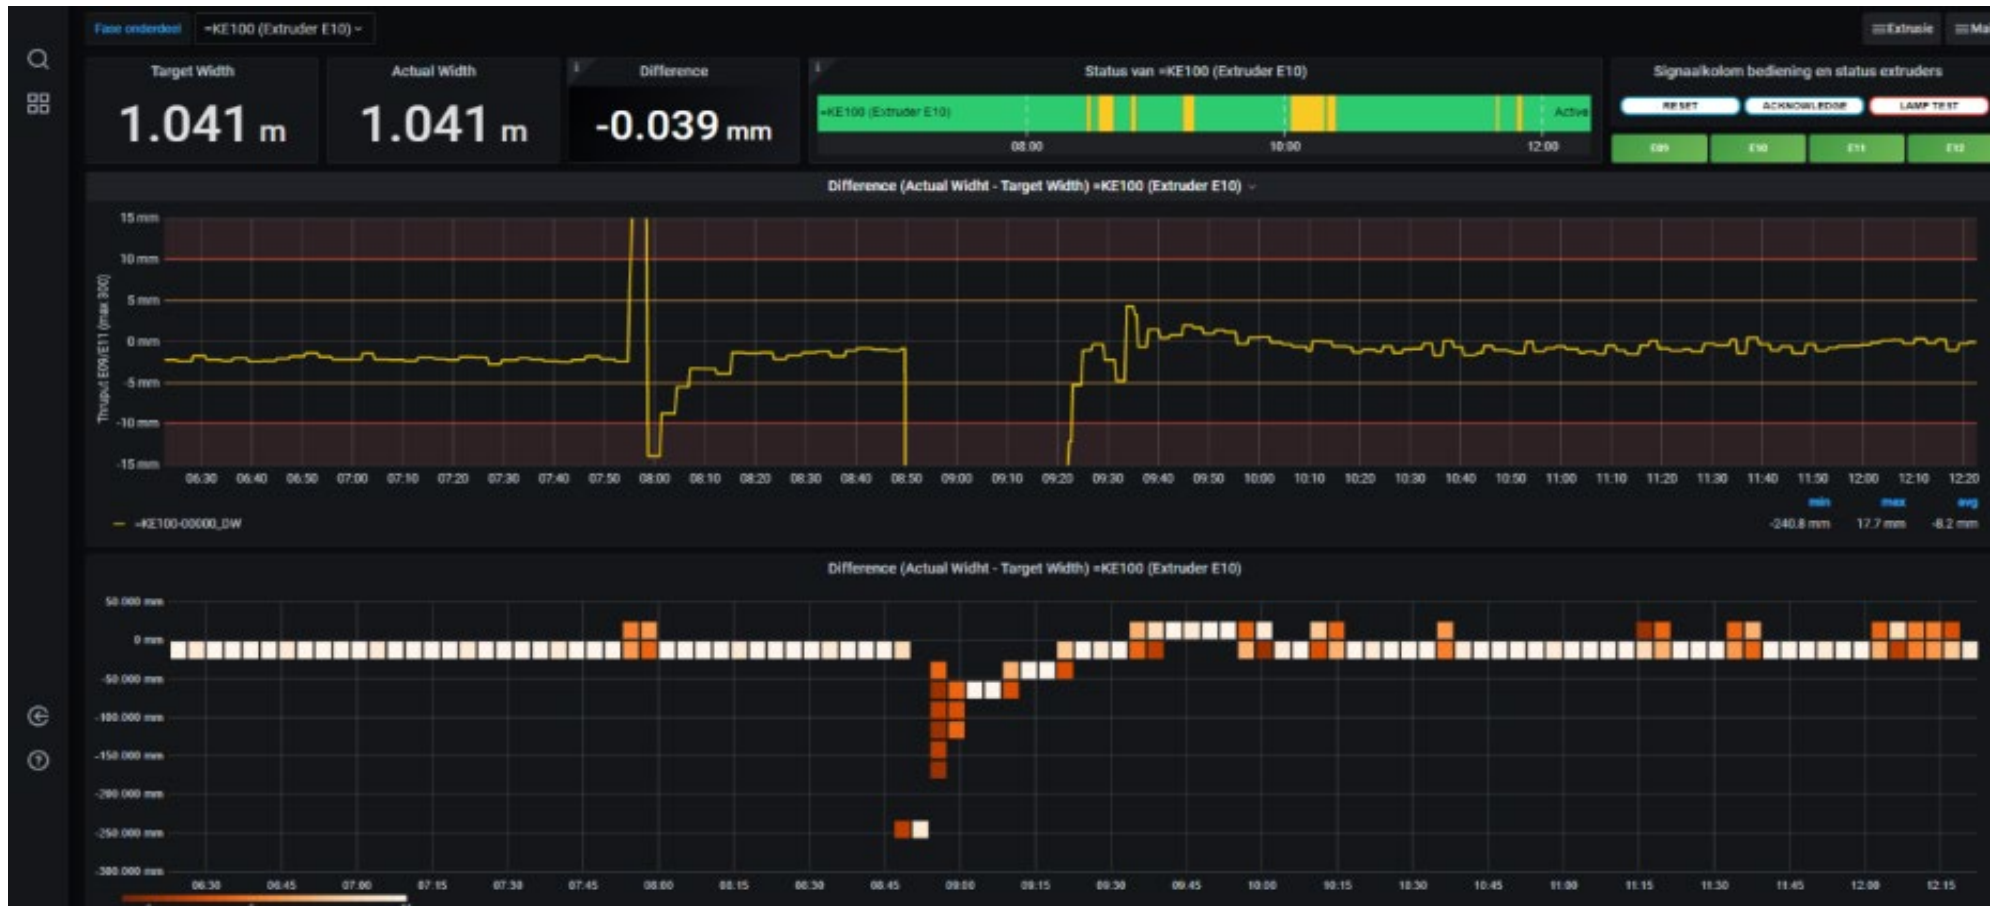 Fase onderdeel =KE100 (Extruder E10) Extrusie Mai
Target Width Actual Width Difference Status van =KE100 (Extruder E10) Signaalkolom bediening en status extruders
1.041 m 1.041 m -0.039 mm
=KE100 (Extruder E10) Active
08:00 10:00 12:00
RESET ACKNOWLEDGE LAMP TEST
E09 E10 E11 E12
Difference (Actual Widht - Target Width) =KE100 (Extruder E10)
Thruput E09/E11 (max 300)
15 mm
10 mm
5 mm
0 mm
-5 mm
-10 mm
-15 mm
06:30 06:40 06:50 07:00 07:10 07:20 07:30 07:40 07:50 08:00 08:10 08:20 08:30 08:40 08:50 09:00 09:10 09:20 09:30 09:40 09:50 10:00 10:10 10:20 10:30 10:40 10:50 11:00 11:10 11:20 11:30 11:40 11:50 12:00 12:10 12:20
min max avg
=KE100-00000_DW -240.8 mm 17.7 mm -8.2 mm
Difference (Actual Widht - Target Width) =KE100 (Extruder E10)
50.000 mm
0 mm
-50.000 mm
-100.000 mm
-150.000 mm
-200.000 mm
-250.000 mm
-300.000 mm
06:30 06:45 07:00 07:15 07:30 07:45 08:00 08:15 08:30 08:45 09:00 09:15 09:30 09:45 10:00 10:15 10:30 10:45 11:00 11:15 11:30 11:45 12:00 12:15